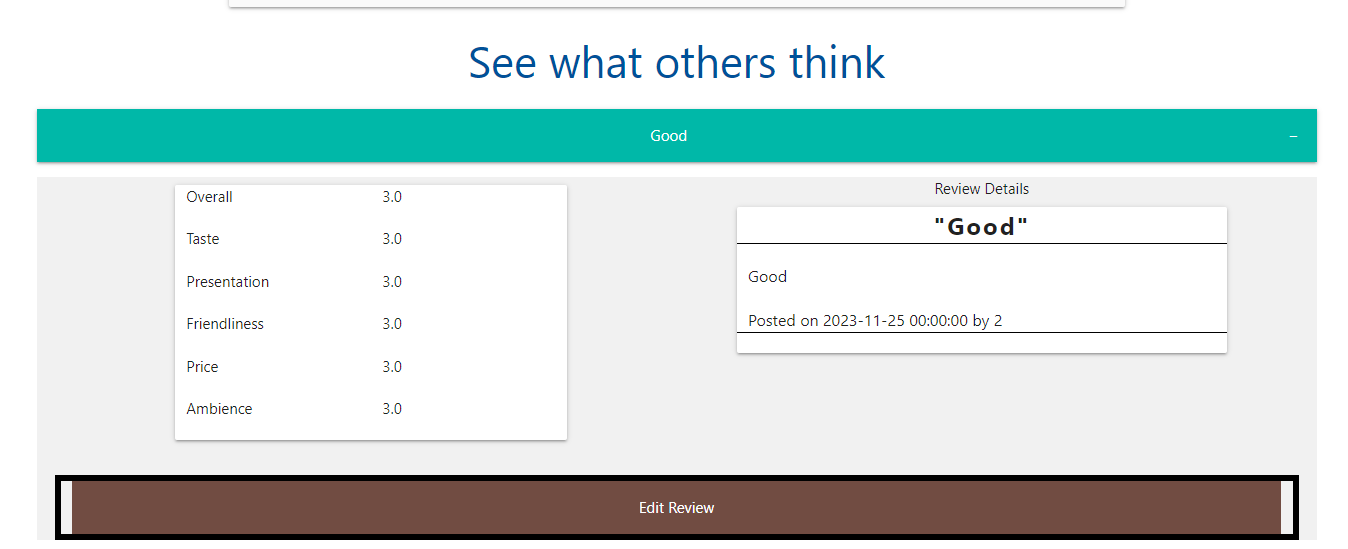 See what others think
Good −
Overall 3.0
Taste 3.0
Presentation 3.0
Friendliness 3.0
Price 3.0
Ambience 3.0
Review Details
"Good"
Good
Posted on 2023-11-25 00:00:00 by 2
Edit Review